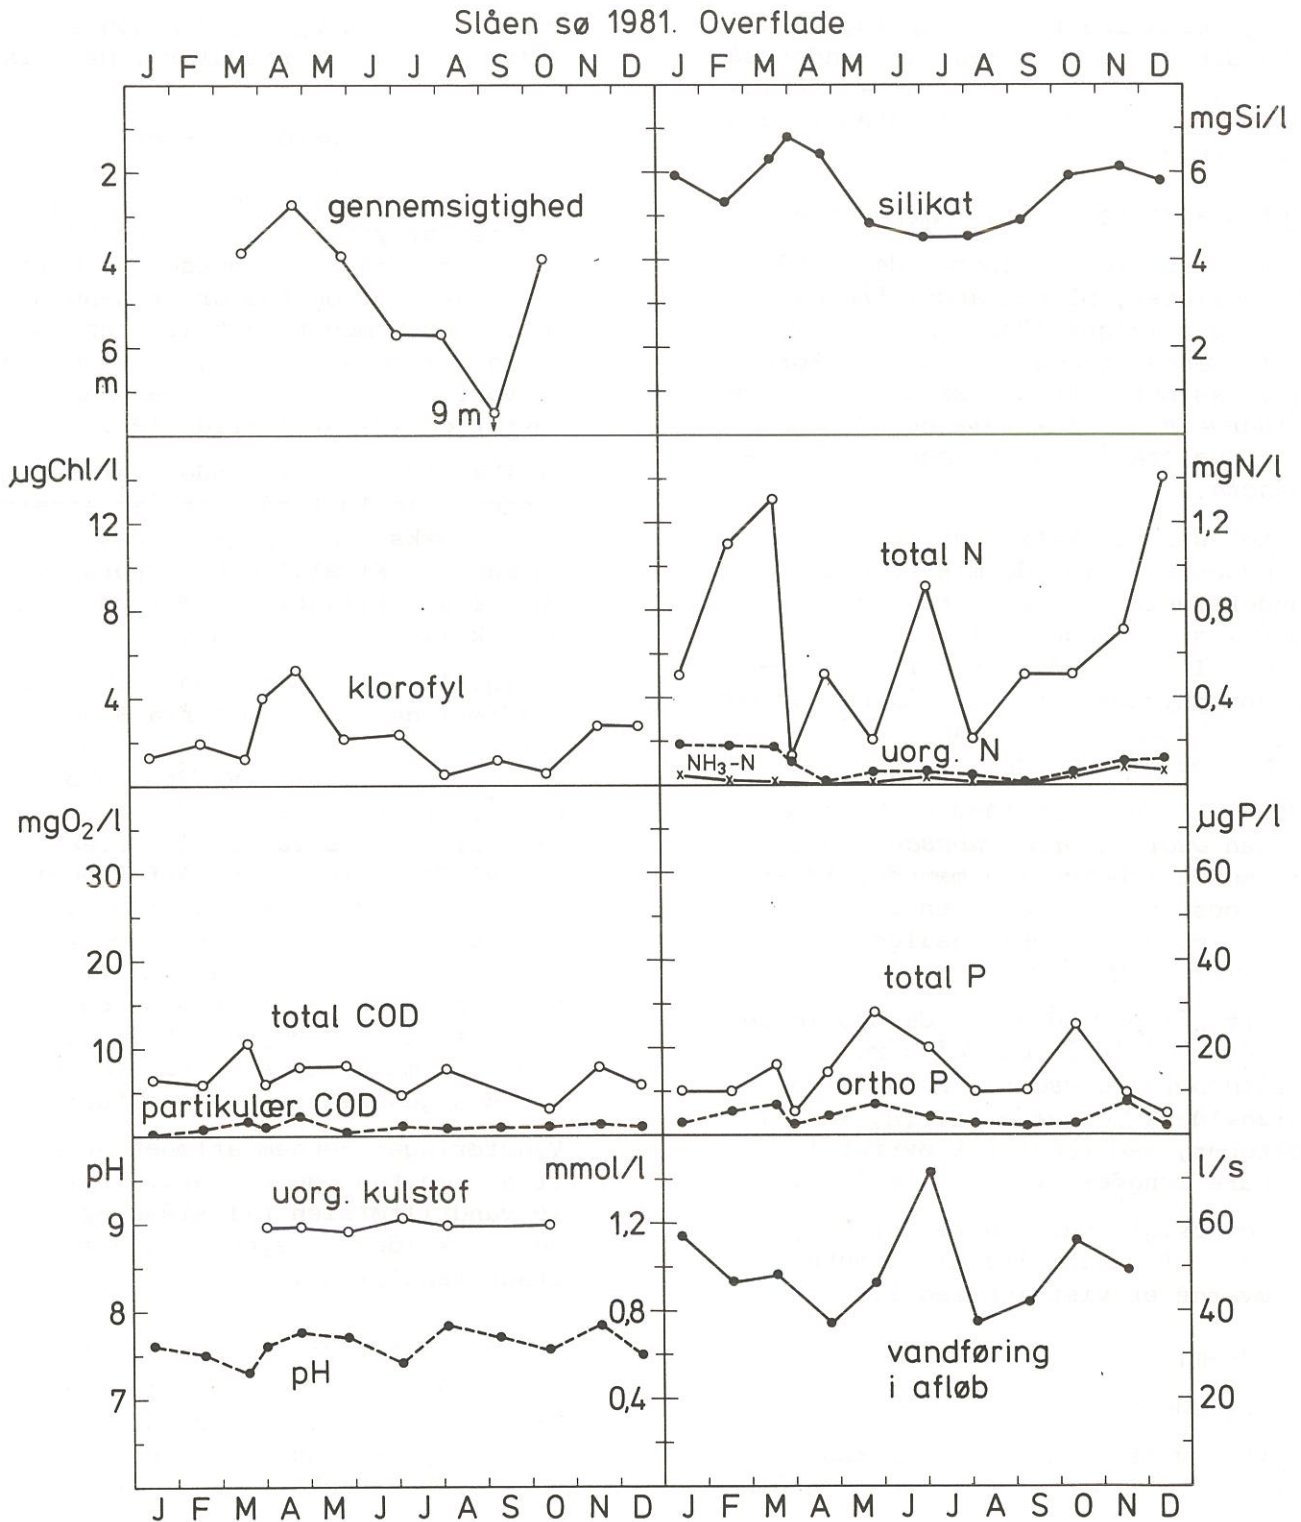 Slåen sø 1981. Overflade
J F M A M J J A S O N D
J F M A M J J A S O N D
2
4
6
m
gennemsigtighed
9 m
mgSi/l
6
4
2
silikat
µgChl/l
12
8
4
klorofyl
mgN/l
1,2
0,8
0,4
total N
uorg. N
NH₃-N
mgO₂/l
30
20
10
total COD
partikulær COD
µgP/l
60
40
20
total P
ortho P
pH
9
8
7
mmol/l
1,2
0,8
0,4
uorg. kulstof
pH
l/s
60
40
20
vandføring
i afløb
J F M A M J J A S O N D
J F M A M J J A S O N D